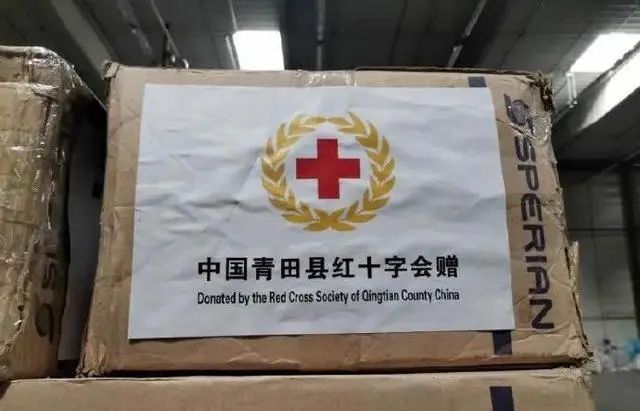 中国青田县红十字会赠
Donated by the Red Cross Society of Qingtian County China
SPERIAN